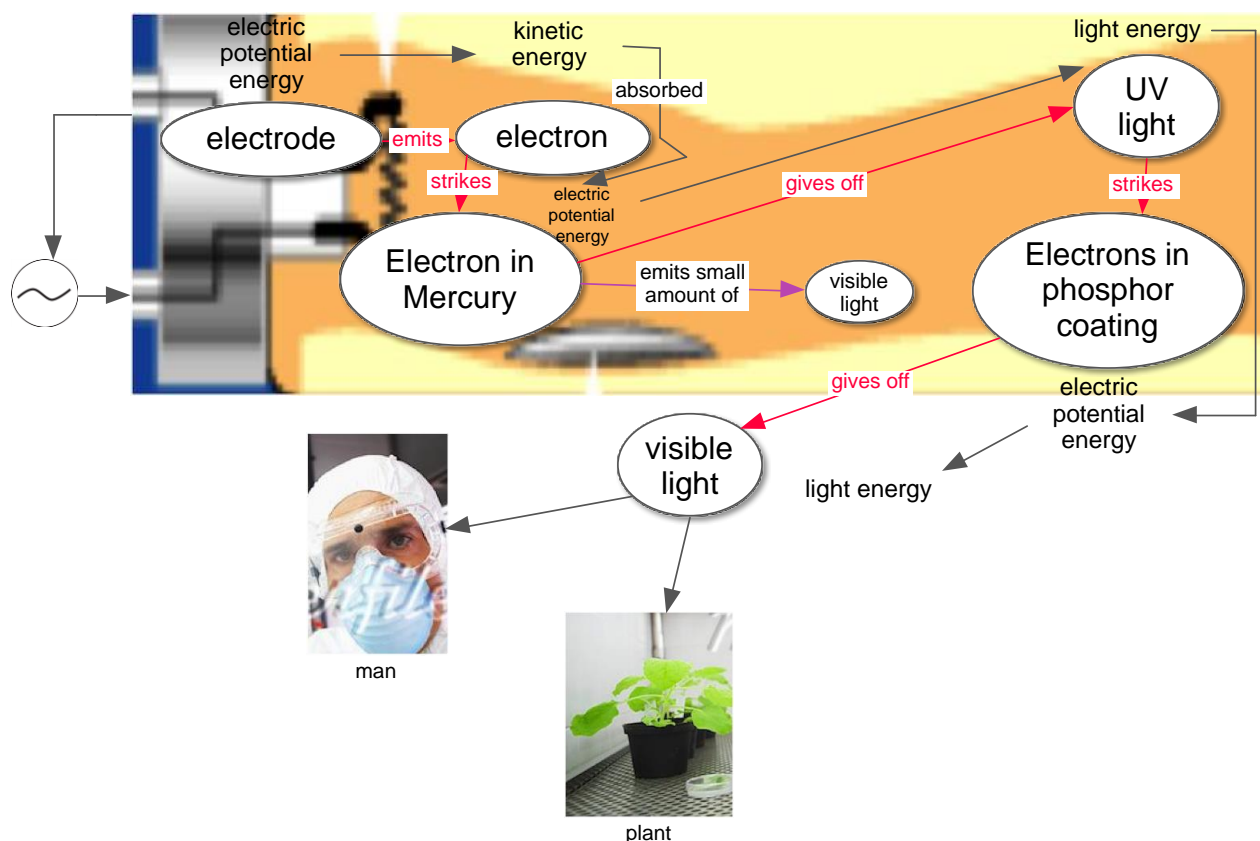 electric
potential
energy
kinetic
energy
light energy
absorbed
UV
light
electrode
emits
electron
strikes
gives off
strikes
electric
potential
energy
Electron in
Mercury
emits small
amount of
visible
light
Electrons in
phosphor
coating
gives off
electric
potential
energy
visible
light
light energy
man
plant